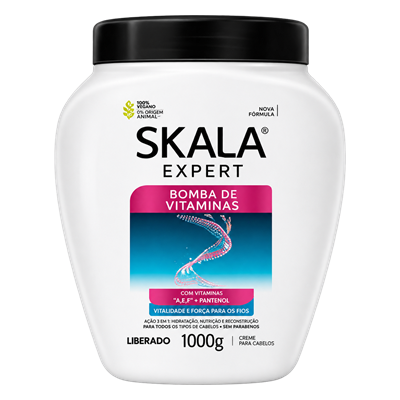 100%
VEGANO
0% ORIGEM
ANIMAL
NOVA
FÓRMULA
SKALA®
EXPERT
BOMBA DE
VITAMINAS
COM VITAMINAS
"A,E,F" + PANTENOL
VITALIDADE E FORÇA PARA OS FIOS
AÇÃO 3 EM 1: HIDRATAÇÃO, NUTRIÇÃO E RECONSTRUÇÃO
PARA TODOS OS TIPOS DE CABELOS • SEM PARABENOS
LIBERADO 1000g CREME
PARA CABELOS